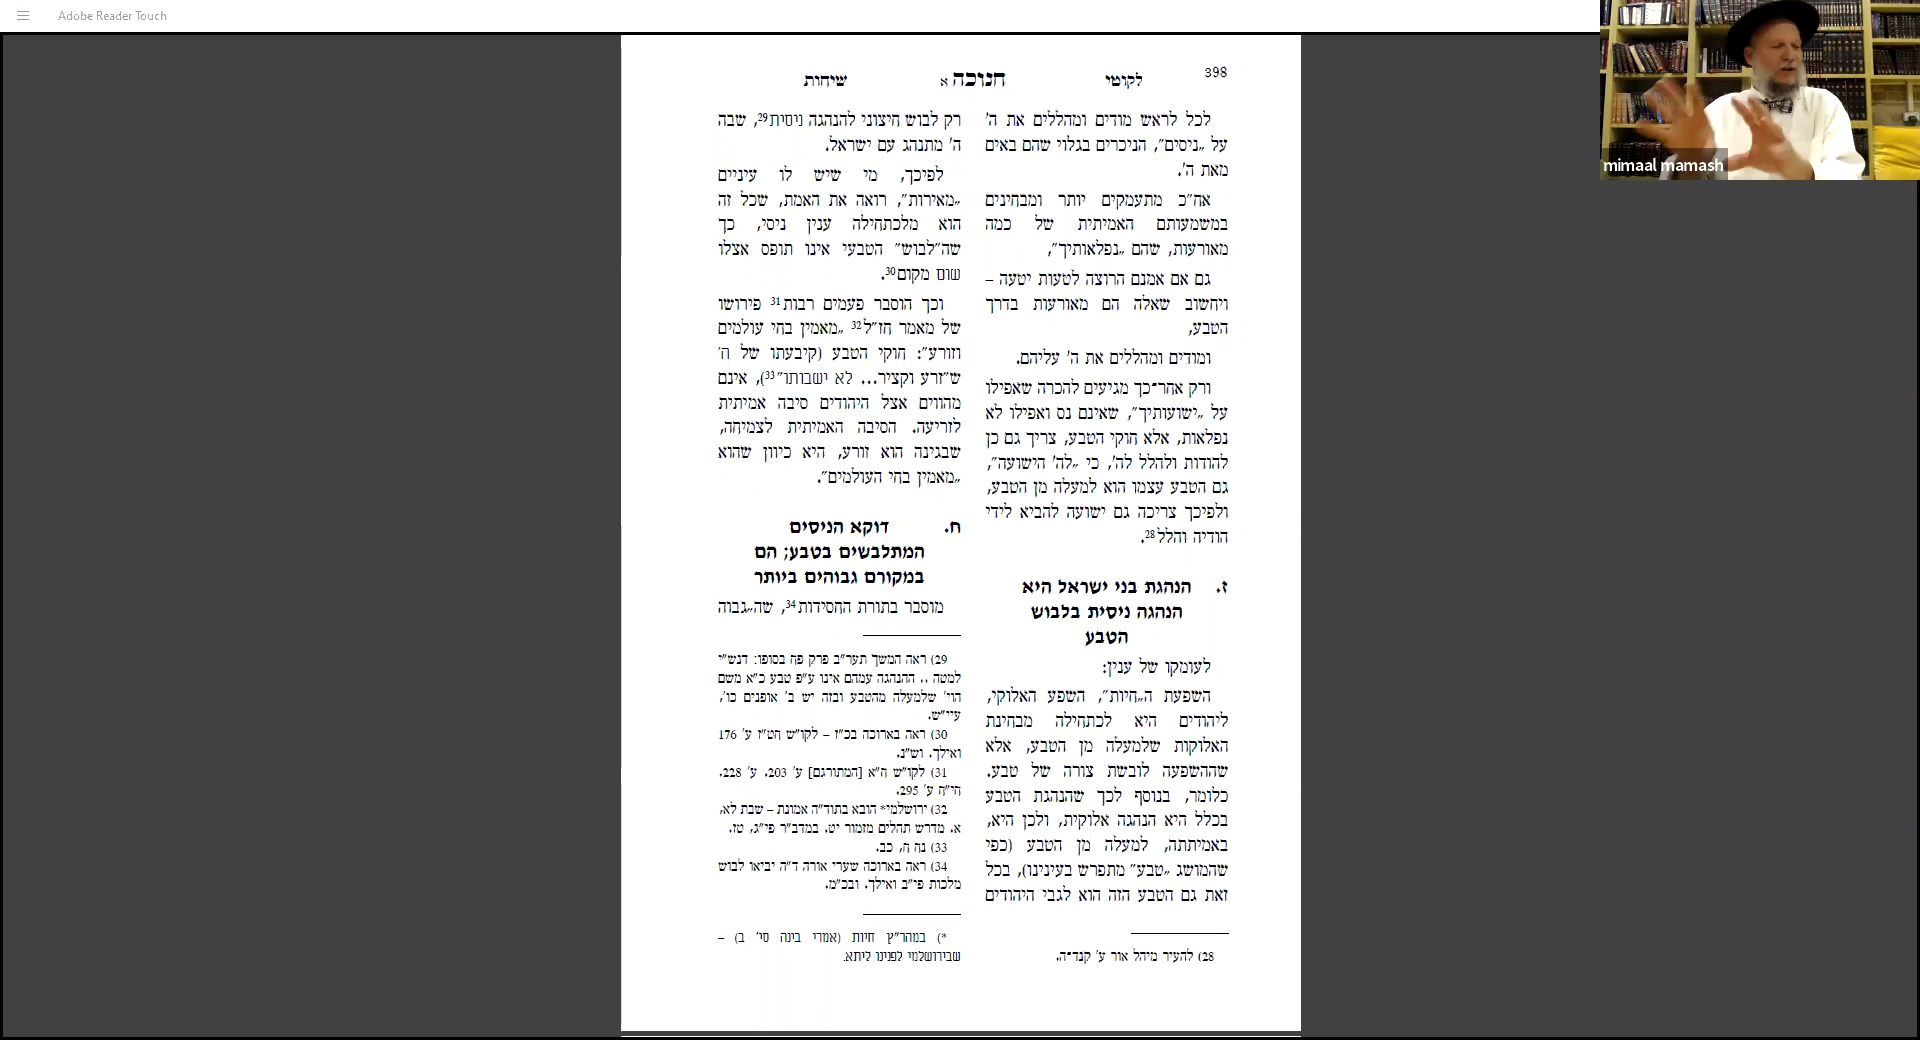 Adobe Reader Touch
mimaal mamash
398
לקוטי
חנוכה א
שיחות
לכל לראש מודים ומהללים את ה'
על „ניסים", הניכרים בגלוי שהם באים
מאת ה'.
אח"כ מתעמקים יותר ומבחינים
במשמעותם האמיתית של כמה
מאורעות, שהם „נפלאותיך",
גם אם אמנם הרוצה לטעות יטעה –
ויחשוב שאלה הם מאורעות בדרך
הטבע,
ומודים ומהללים את ה' עליהם.
ורק אחר־כך מגיעים להכרה שאפילו
על „ישועותיך", שאינם נס ואפילו לא
נפלאות, אלא חוקי הטבע, צריך גם כן
להודות ולהלל לה', כי „לה' הישועה",
גם הטבע עצמו הוא למעלה מן הטבע,
ולפיכך צריכה גם ישועה להביא לידי
הודיה והלל28.
ז. הנהגת בני ישראל היא
הנהגה ניסית בלבוש
הטבע
לעומקו של ענין:
השפעת ה„חיות", השפע האלוקי,
ליהודים היא לכתחילה מבחינת
האלוקות שלמעלה מן הטבע, אלא
שההשפעה לובשת צורה של טבע.
כלומר, בנוסף לכך שהנהגת הטבע
בכלל היא הנהגה אלוקית, ולכן היא,
באמיתתה, למעלה מן הטבע (כפי
שהמושג „טבע" מתפרש בעינינו), בכל
זאת גם הטבע הזה הוא לגבי היהודים
28) להעיר מיהל אור ע' קנד־ה.
רק לבוש חיצוני להנהגה ניסית29, שבה
ה' מתנהג עם ישראל.
לפיכך, מי שיש לו עיניים
„מאירות", רואה את האמת, שכל זה
הוא מלכתחילה ענין ניסי, כך
שה"לבוש" הטבעי אינו תופס אצלו
שום מקום30.
וכך הוסבר פעמים רבות31 פירושו
של מאמר חז"ל32 „מאמין בחי עולמים
וזורע": חוקי הטבע (קיבעתו של ה'
ש"זרע וקציר... לא ישבותו"33), אינם
מהווים אצל היהודים סיבה אמיתית
לזריעה. הסיבה האמיתית לצמיחה,
שבגינה הוא זורע, היא כיוון שהוא
„מאמין בחי העולמים".
ח. דוקא הניסים
המתלבשים בטבע; הם
במקורם גבוהים ביותר
מוסבר בתורת החסידות34, שה„גבוה
29) ראה המשך תער"ב פרק פח בסופו: דנש"י
למטה .. ההנהגה עמהם אינו ע"פ טבע כ"א משם
הוי' שלמעלה מהטבע ובזה יש ב' אופנים כו',
עיי"ש.
30) ראה בארוכה בכ"ז – לקו"ש חט"ז ע' 176
ואילך. וש"נ.
31) לקו"ש ח"א [המתורגם] ע' 203. ע' 228.
חי"ח ע' 295.
32) ירושלמי* הובא בתוד"ה אמונת – שבת לא,
א. מדרש תהלים מזמור יט. במדב"ר פי"ג, טז.
33) נח ח, כב.
34) ראה בארוכה שערי אורה ד"ה יביאו לבוש
מלכות פי"ב ואילך. ובכ"מ.
*) במהר"ץ חיות (אמרי בינה סי' ב) –
שבירושלמי לפנינו ליתא.